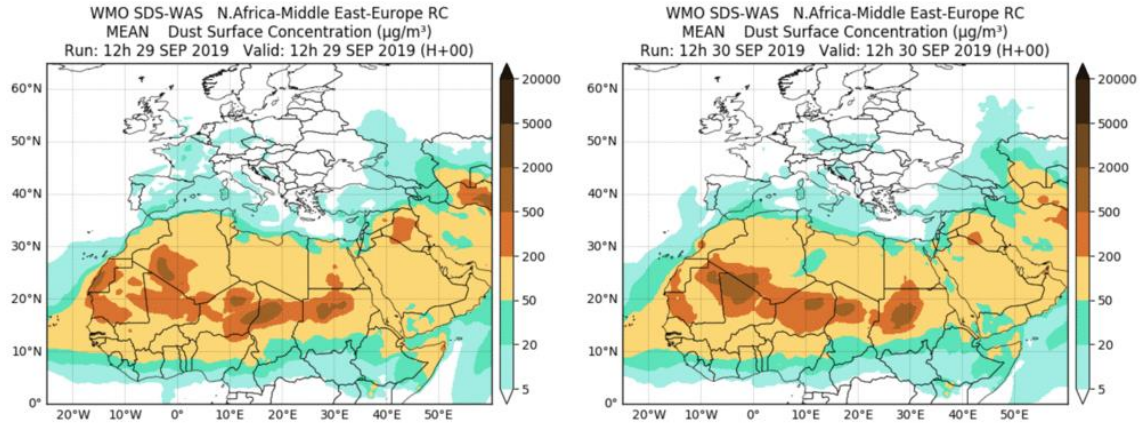 WMO SDS-WAS N.Africa-Middle East-Europe RC
MEAN Dust Surface Concentration (µg/m³)
Run: 12h 29 SEP 2019 Valid: 12h 29 SEP 2019 (H+00)
60°N
50°N
40°N
30°N
20°N
10°N
0°
20°W
10°W
0°
10°E
20°E
30°E
40°E
50°E
20000
5000
2000
500
200
50
20
5
WMO SDS-WAS N.Africa-Middle East-Europe RC
MEAN Dust Surface Concentration (µg/m³)
Run: 12h 30 SEP 2019 Valid: 12h 30 SEP 2019 (H+00)
60°N
50°N
40°N
30°N
20°N
10°N
0°
20°W
10°W
0°
10°E
20°E
30°E
40°E
50°E
20000
5000
2000
500
200
50
20
5